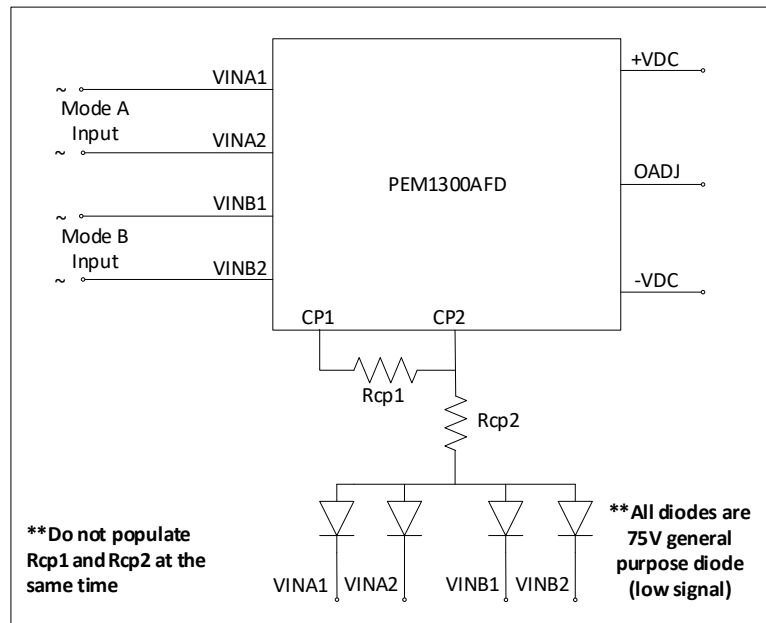 VINA1
+VDC
~
Mode A
Input
~
VINA2
PEM1300AFD
OADJ
~
VINB1
Mode B
Input
~
VINB2
-VDC
CP1
CP2
Rcp1
Rcp2
**Do not populate
Rcp1 and Rcp2 at the
same time
**All diodes are
75V general
purpose diode
(low signal)
VINA1
VINA2
VINB1
VINB2